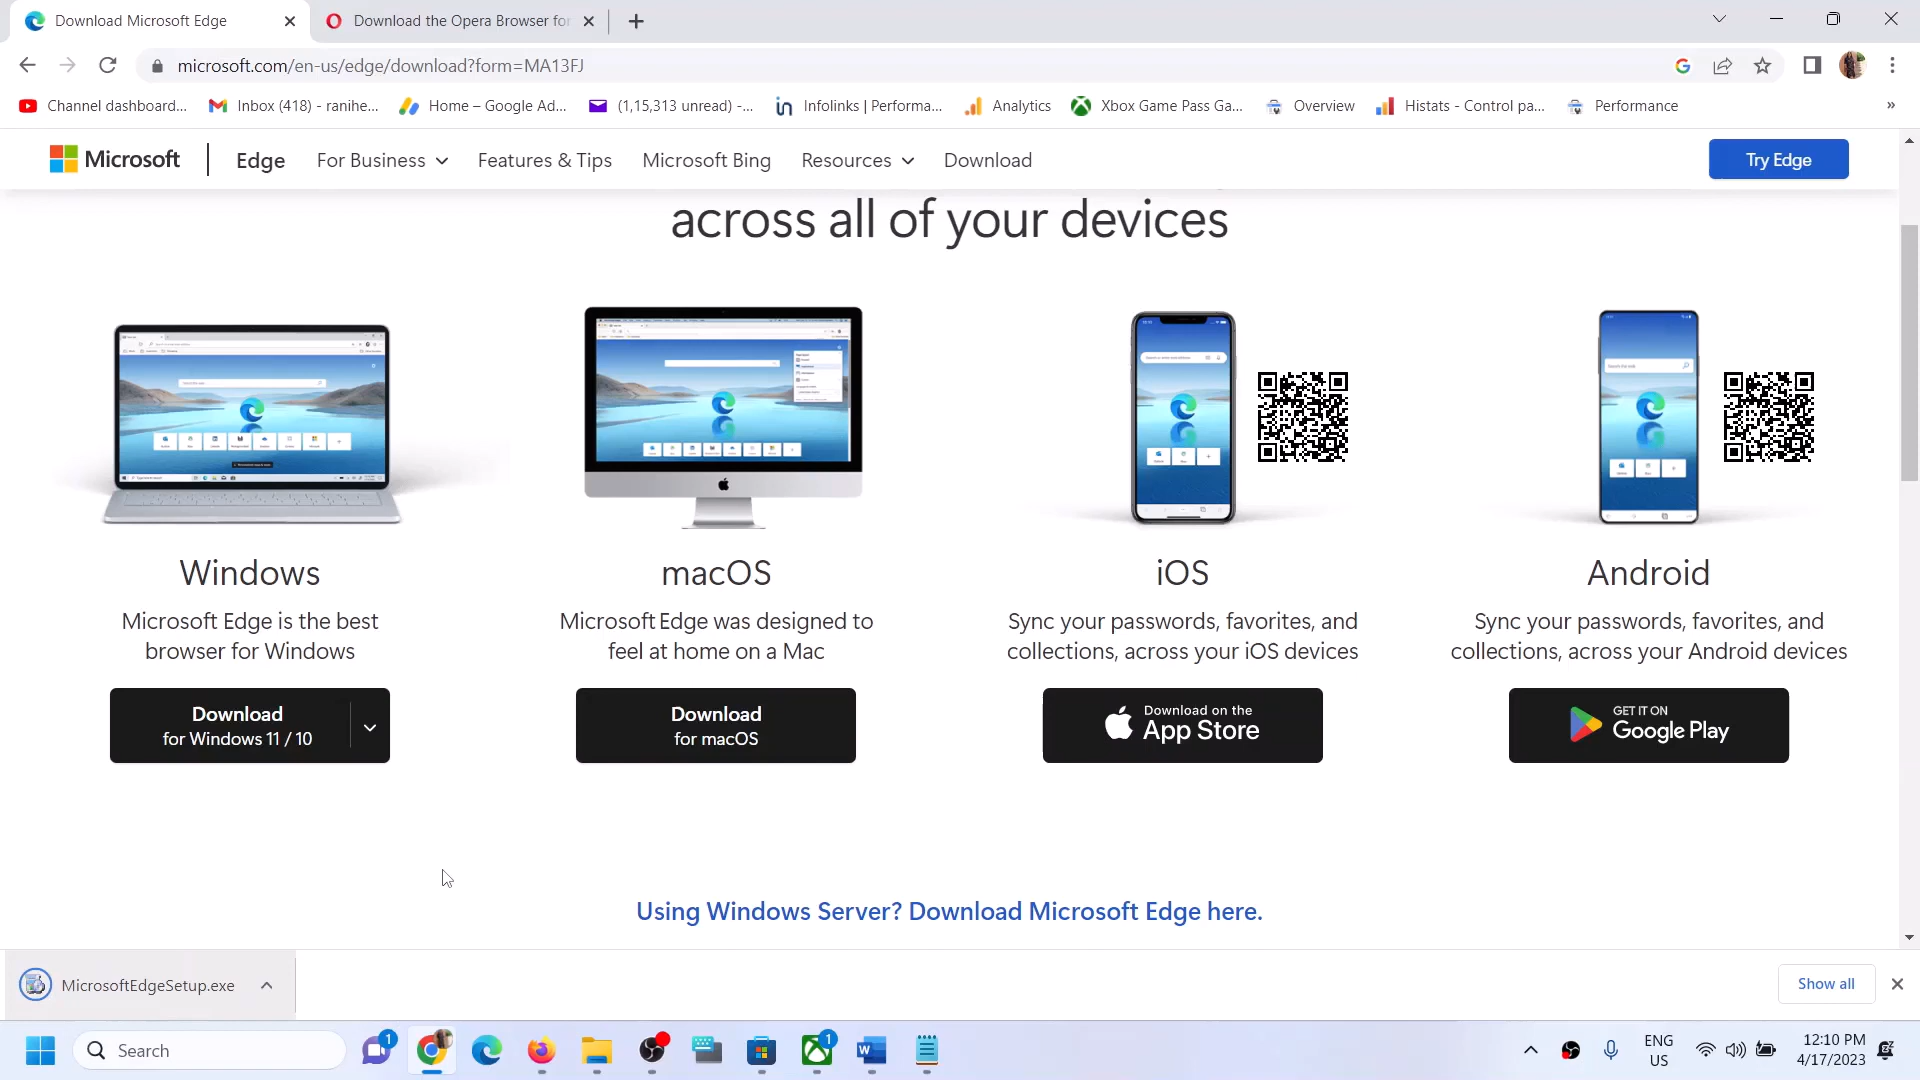 Download Microsoft Edge
Download the Opera Browser for
microsoft.com/en-us/edge/download?form=MA13FJ
Channel dashboard...
Inbox (418) - ranihe...
Home – Google Ad...
(1,15,313 unread) -...
Infolinks | Performa...
Analytics
Xbox Game Pass Ga...
Overview
Histats - Control pa...
Performance
»
Microsoft
Edge
For Business
Features & Tips
Microsoft Bing
Resources
Download
Try Edge
across all of your devices
Windows
Microsoft Edge is the best
browser for Windows
Download
for Windows 11 / 10
macOS
Microsoft Edge was designed to
feel at home on a Mac
Download
for macOS
iOS
Sync your passwords, favorites, and
collections, across your iOS devices
Download on the
App Store
Android
Sync your passwords, favorites, and
collections, across your Android devices
GET IT ON
Google Play
Using Windows Server? Download Microsoft Edge here.
MicrosoftEdgeSetup.exe
Show all
Search
1
1
ENG
US
12:10 PM
4/17/2023